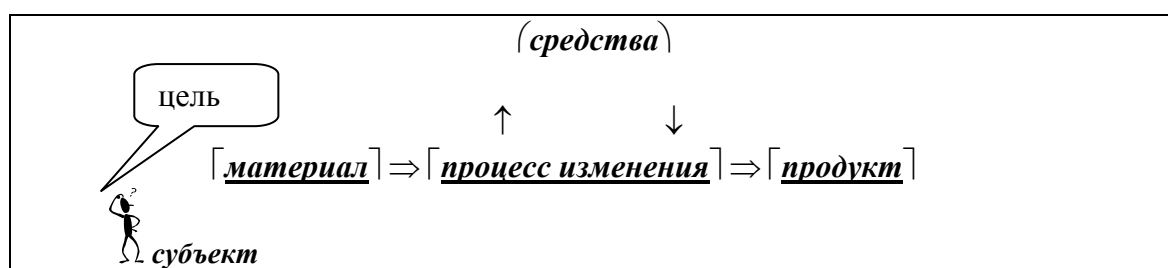 ⌈средства⌉
цель
↑ ↓
⌈материал⌉⇒⌈процесс изменения⌉⇒⌈продукт⌉
?
субъект